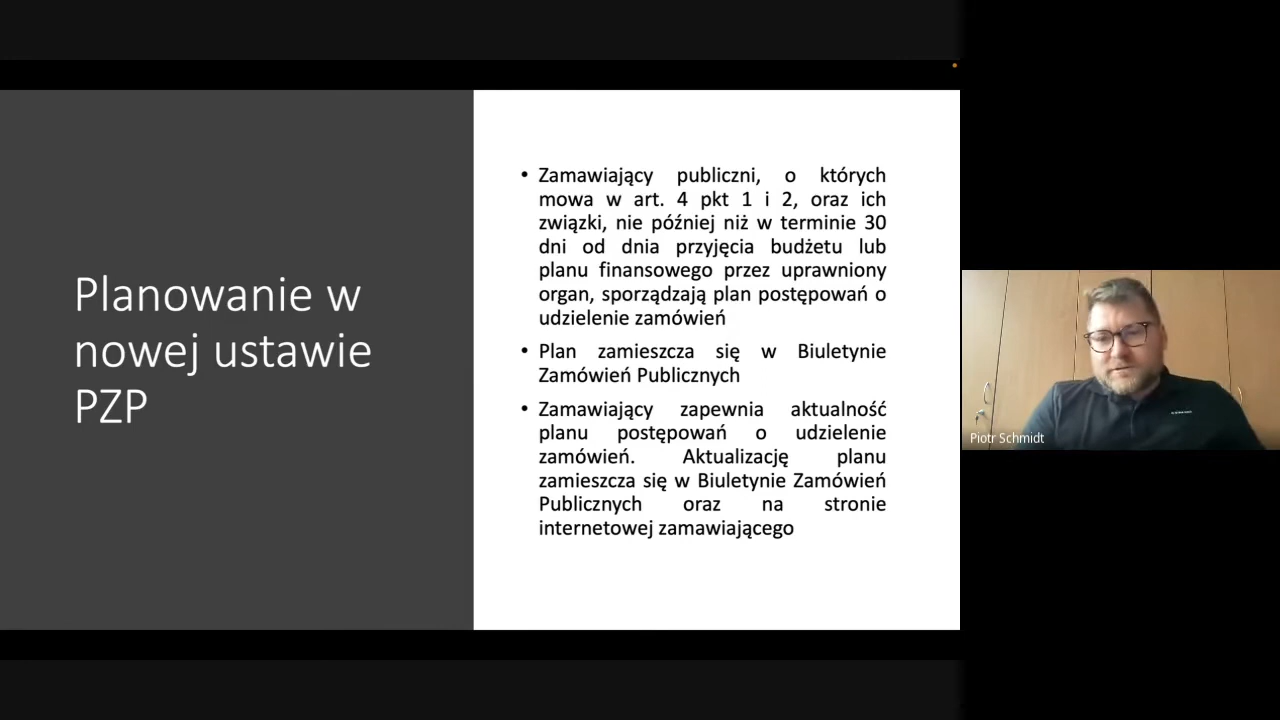 Planowanie w
nowej ustawie
PZP
• Zamawiający publiczni, o których
mowa w art. 4 pkt 1 i 2, oraz ich
związki, nie później niż w terminie 30
dni od dnia przyjęcia budżetu lub
planu finansowego przez uprawniony
organ, sporządzają plan postępowań o
udzielenie zamówień
• Plan zamieszcza się w Biuletynie
Zamówień Publicznych
• Zamawiający zapewnia aktualność
planu postępowań o udzielenie
zamówień. Aktualizację planu
zamieszcza się w Biuletynie Zamówień
Publicznych oraz na stronie
internetowej zamawiającego
Piotr Schmidt